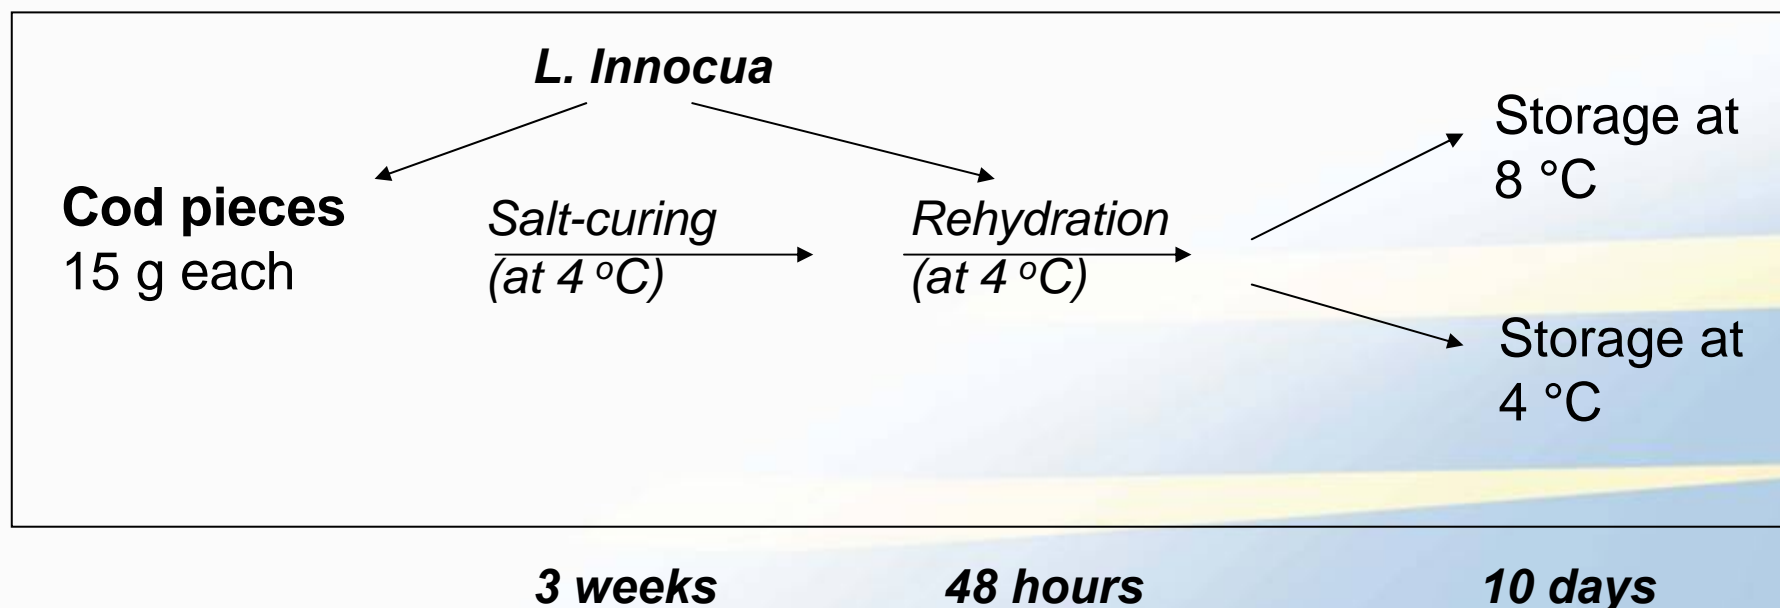 L. Innocua
Cod pieces
15 g each
Salt-curing
(at 4 ºC)
Rehydration
(at 4 ºC)
Storage at
8 °C
Storage at
4 °C
3 weeks
48 hours
10 days